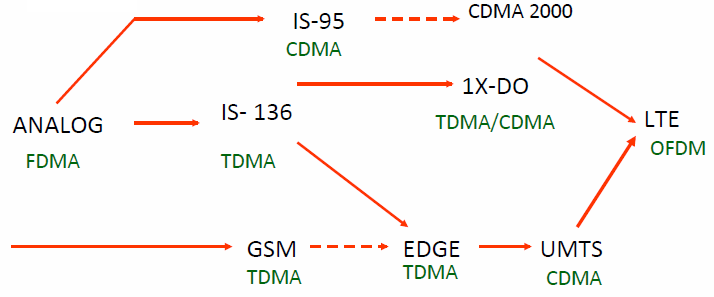 IS-95
CDMA
CDMA 2000
1X-DO
TDMA/CDMA
ANALOG
FDMA
IS- 136
TDMA
LTE
OFDM
GSM
TDMA
EDGE
TDMA
UMTS
CDMA